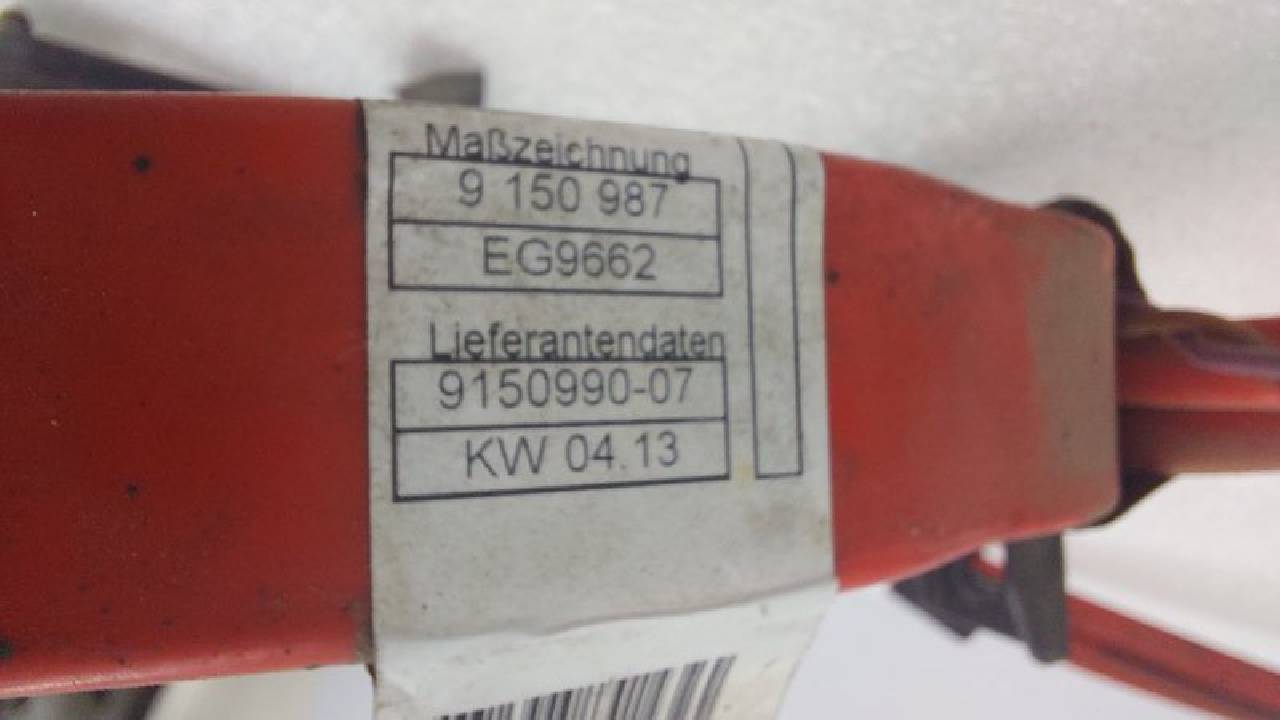 Maßzeichnung
9 150 987
EG9662
Lieferantendaten
9150990-07
KW 04.13